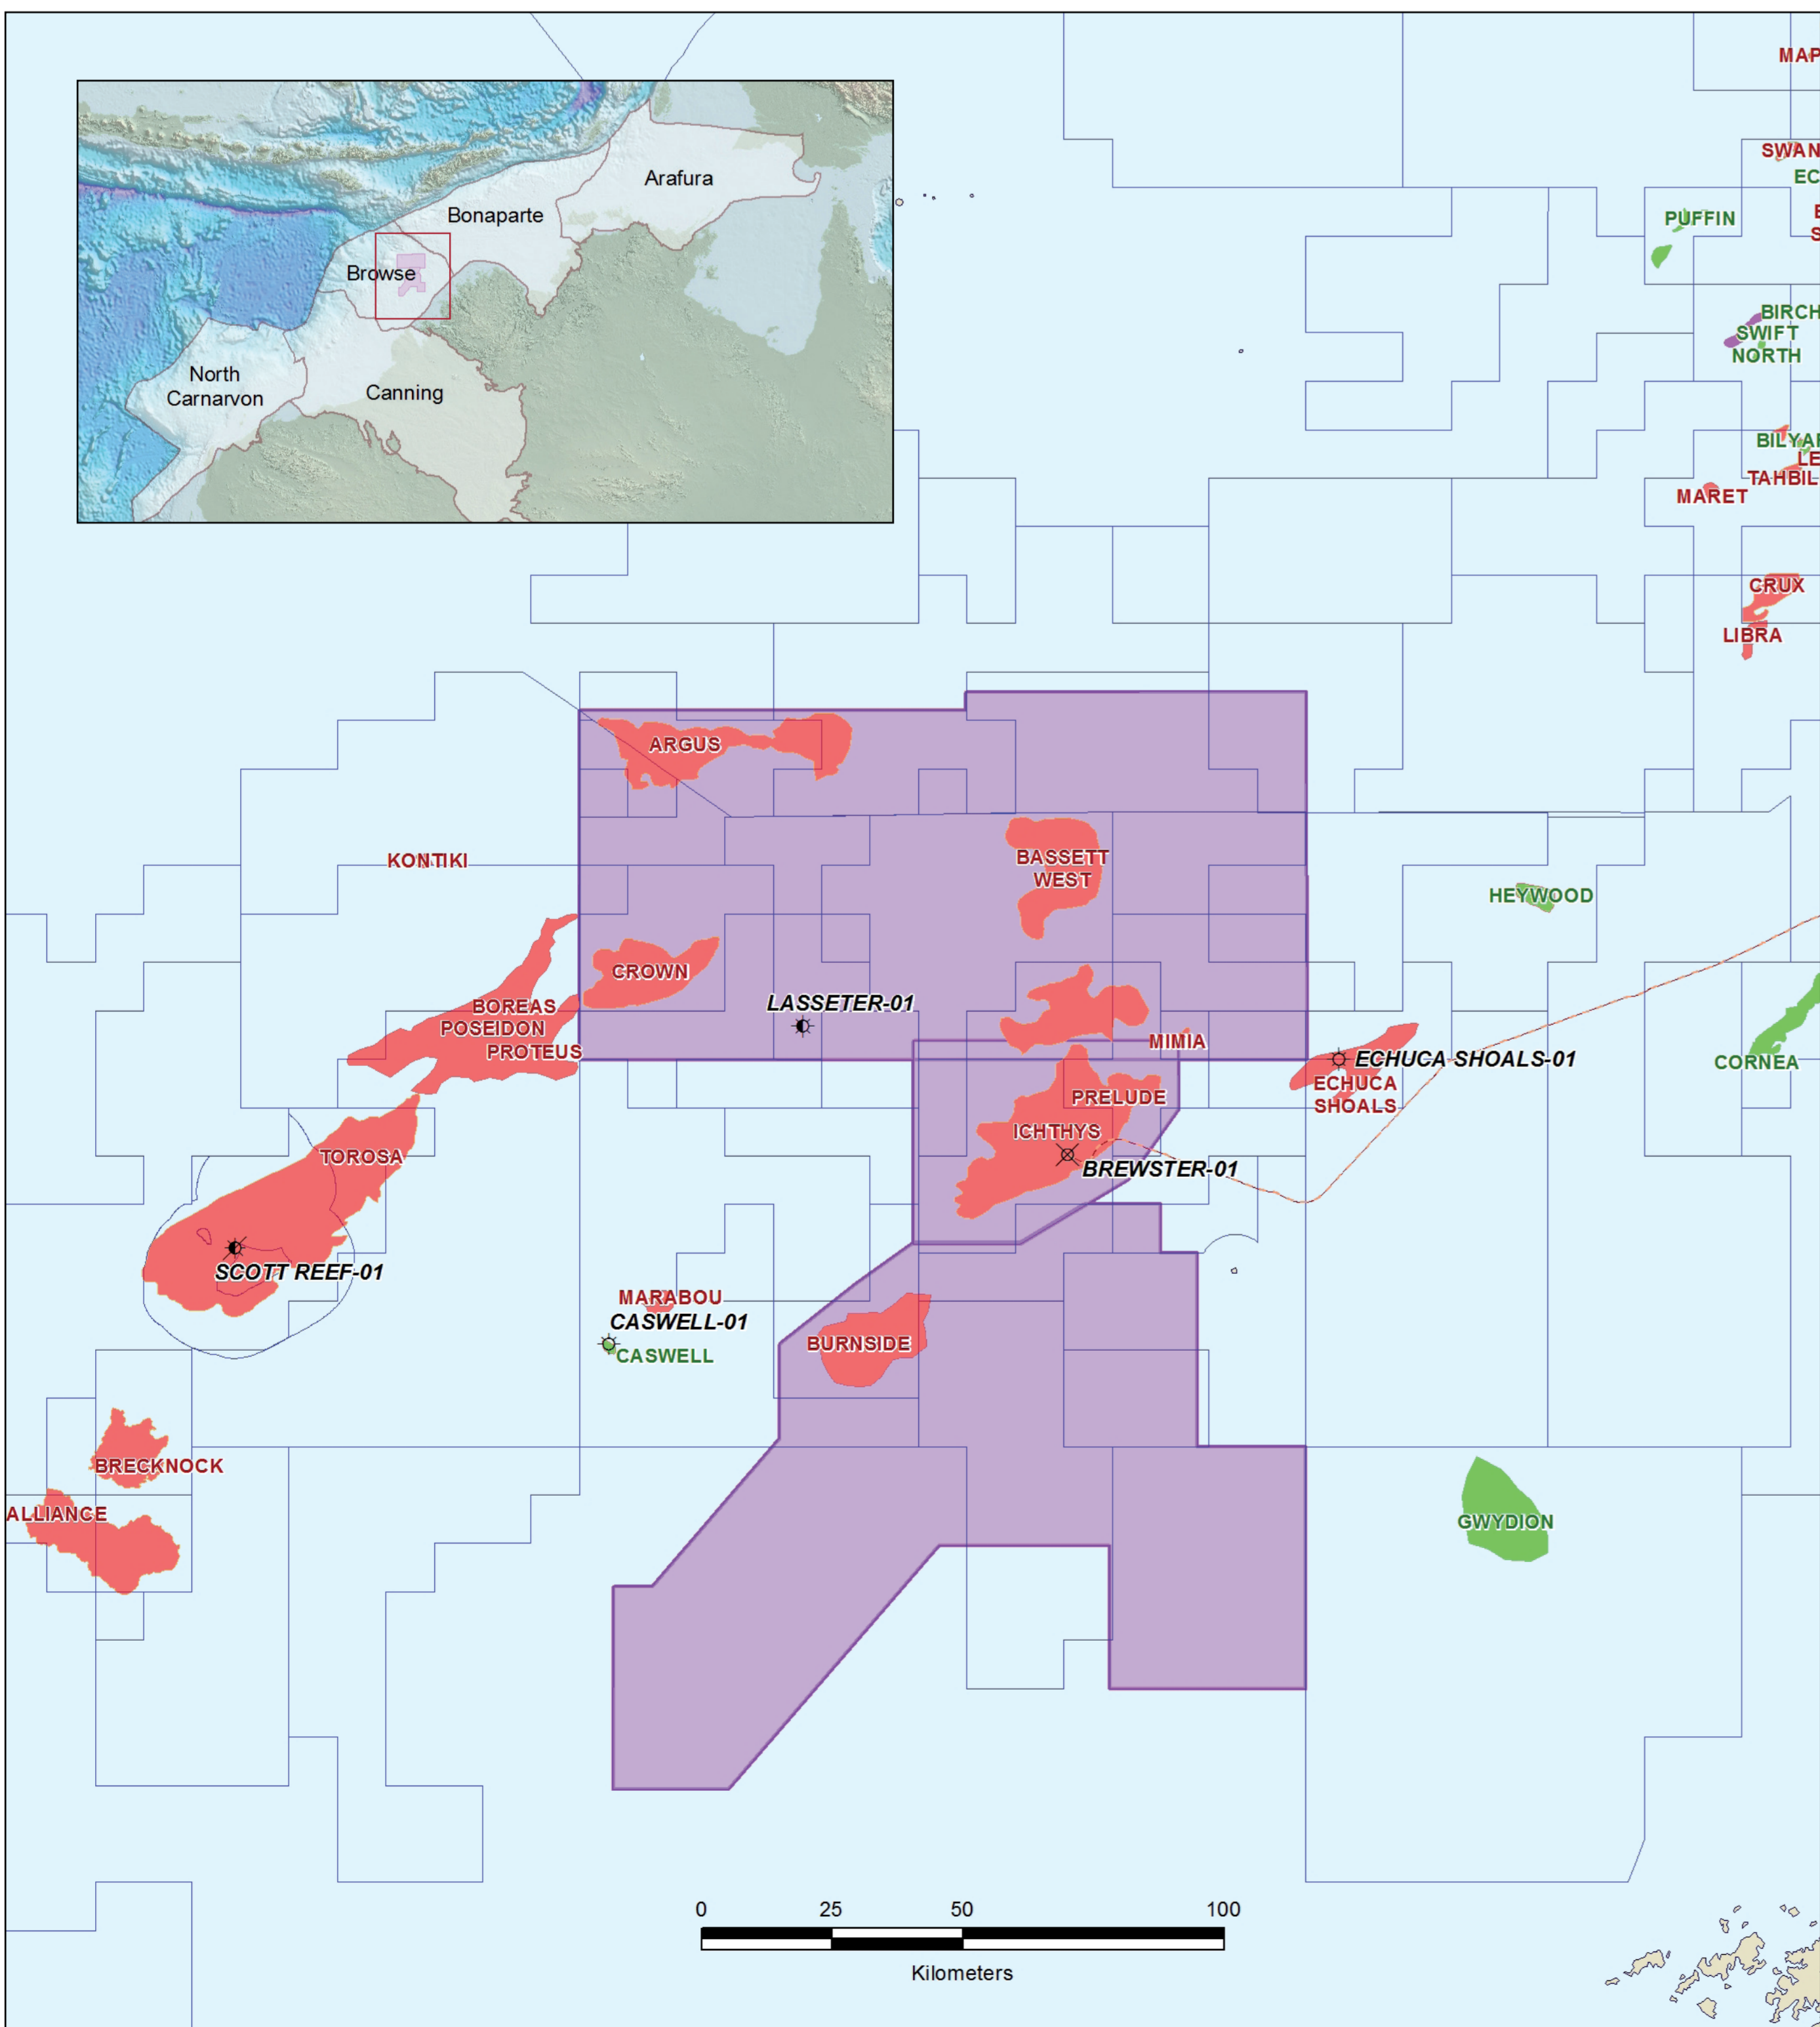 MAP
SWAN
EC
PUFFIN
E
S
Arafura
Bonaparte
Browse
North
Carnarvon
Canning
BIRCH
SWIFT
NORTH
BILYAR
LE
TAHBIL
MARET
CRUX
LIBRA
ARGUS
KONTIKI
BASSETT
WEST
HEYWOOD
CROWN
LASSETER-01
BOREAS
POSEIDON
PROTEUS
MIMIA
ECHUCA SHOALS-01
CORNEA
ECHUCA
SHOALS
PRELUDE
ICHTHYS
TOROSA
BREWSTER-01
SCOTT REEF-01
MARABOU
CASWELL-01
BURNSIDE
CASWELL
BRECKNOCK
ALLIANCE
GWYDION
0 25 50 100
Kilometers